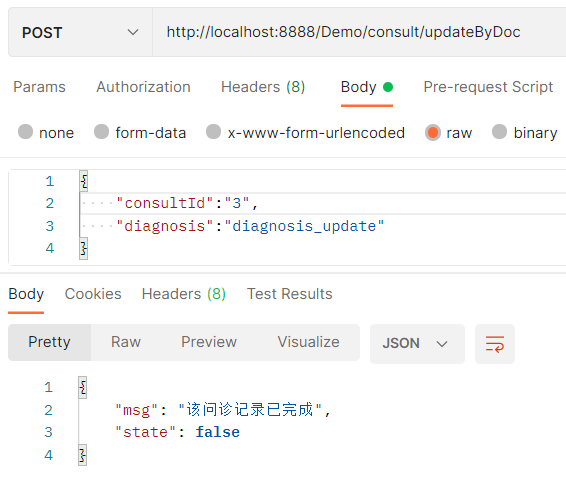 POST http://localhost:8888/Demo/consult/updateByDoc
Params Authorization Headers (8) Body Pre-request Script
none form-data x-www-form-urlencoded raw binary
1 {
2 "consultId":"3",
3 "diagnosis":"diagnosis_update"
4 }
Body Cookies Headers (8) Test Results
Pretty Raw Preview Visualize JSON
1 {
2 "msg": "该问诊记录已完成",
3 "state": false
4 }